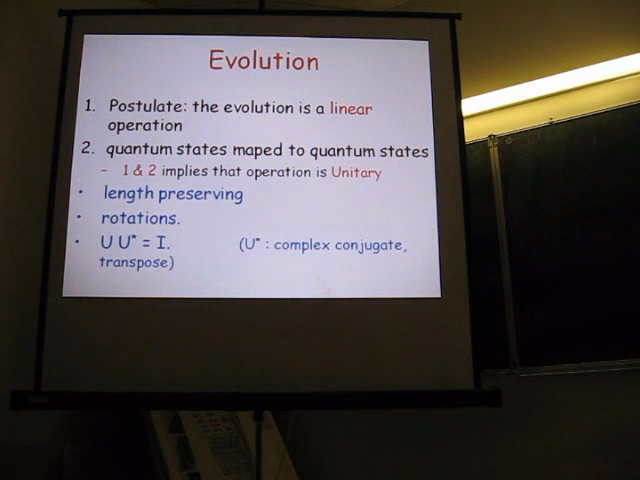 Evolution
1. Postulate: the evolution is a linear
operation
2. quantum states maped to quantum states
- 1 & 2 implies that operation is Unitary
• length preserving
• rotations.
• U U* = I. (U* : complex conjugate,
transpose)